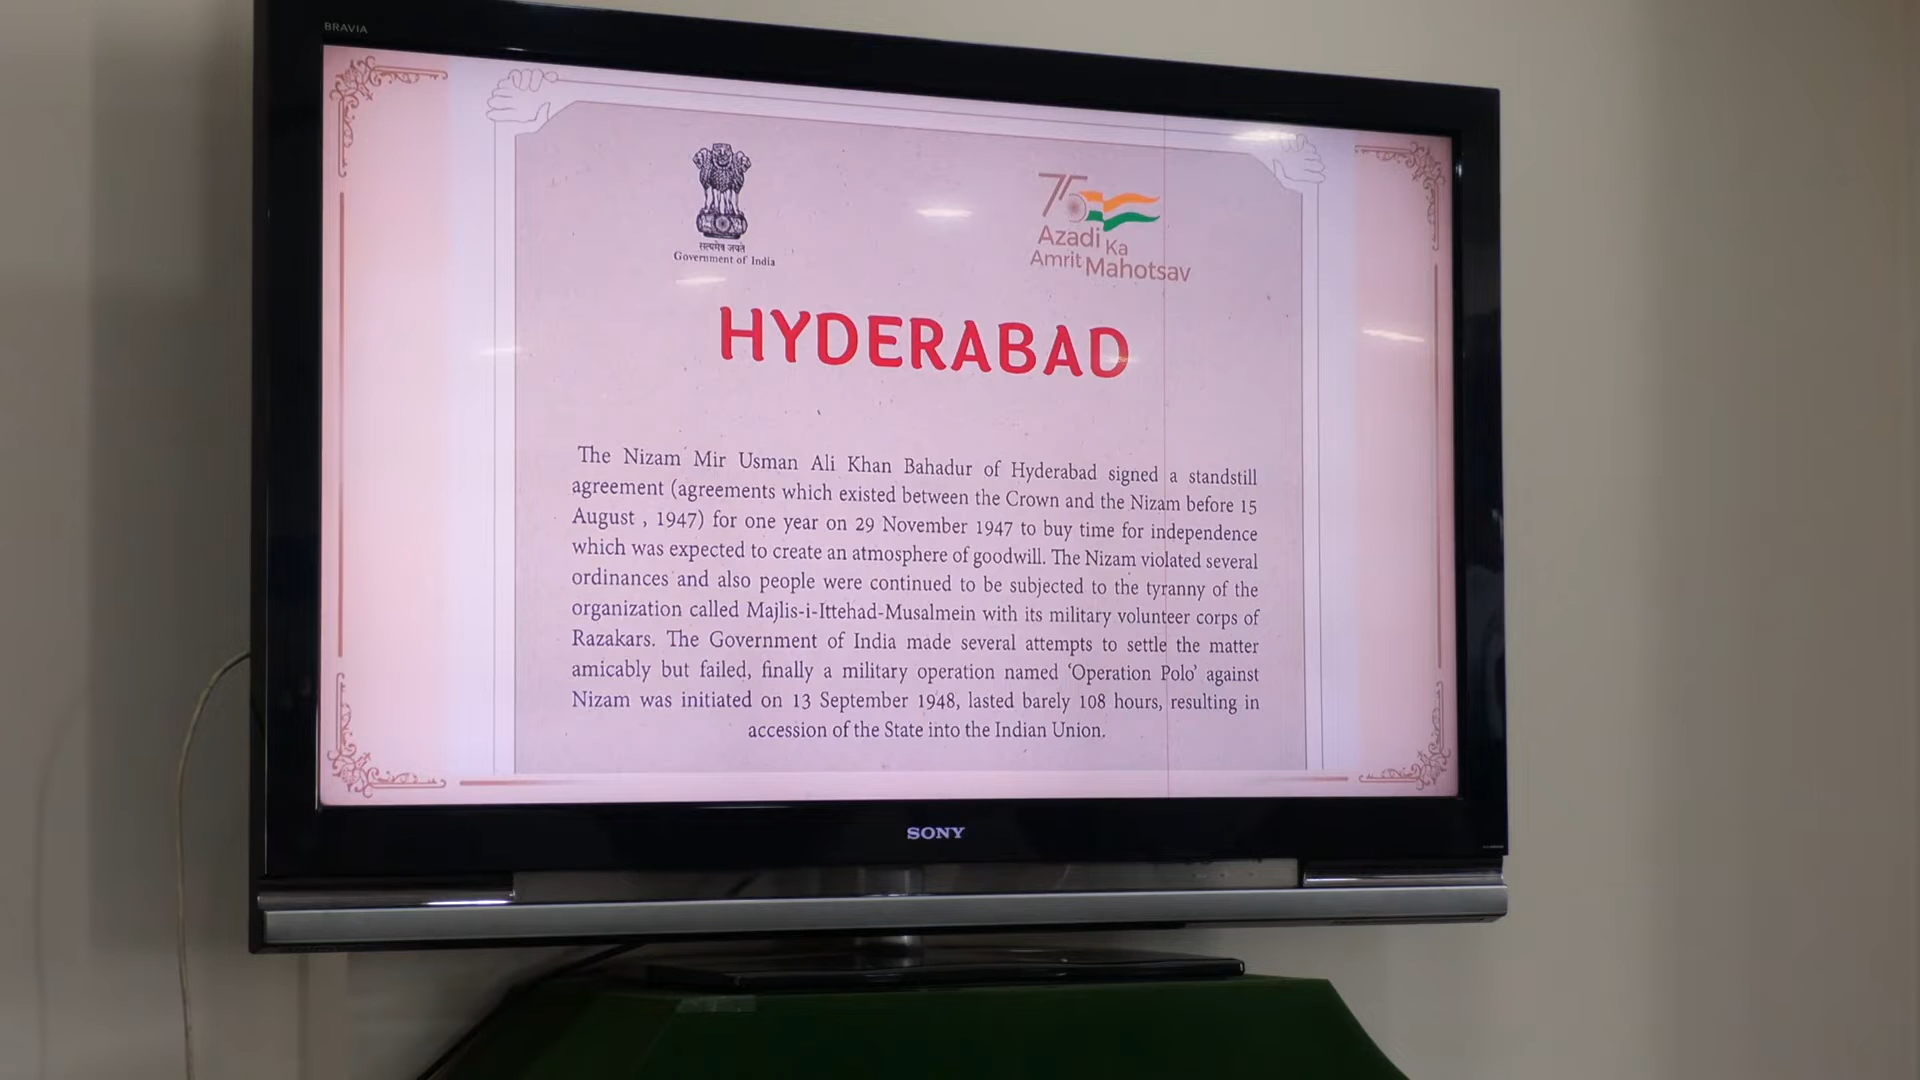 BRAVIA
सत्यमेव जयते
Government of India
75
Azadi Ka
Amrit Mahotsav
HYDERABAD
The Nizam Mir Usman Ali Khan Bahadur of Hyderabad signed a standstill
agreement (agreements which existed between the Crown and the Nizam before 15
August , 1947) for one year on 29 November 1947 to buy time for independence
which was expected to create an atmosphere of goodwill. The Nizam violated several
ordinances and also people were continued to be subjected to the tyranny of the
organization called Majlis-i-Ittehad-Musalmein with its military volunteer corps of
Razakars. The Government of India made several attempts to settle the matter
amicably but failed, finally a military operation named ‘Operation Polo’ against
Nizam was initiated on 13 September 1948, lasted barely 108 hours, resulting in
accession of the State into the Indian Union.
SONY